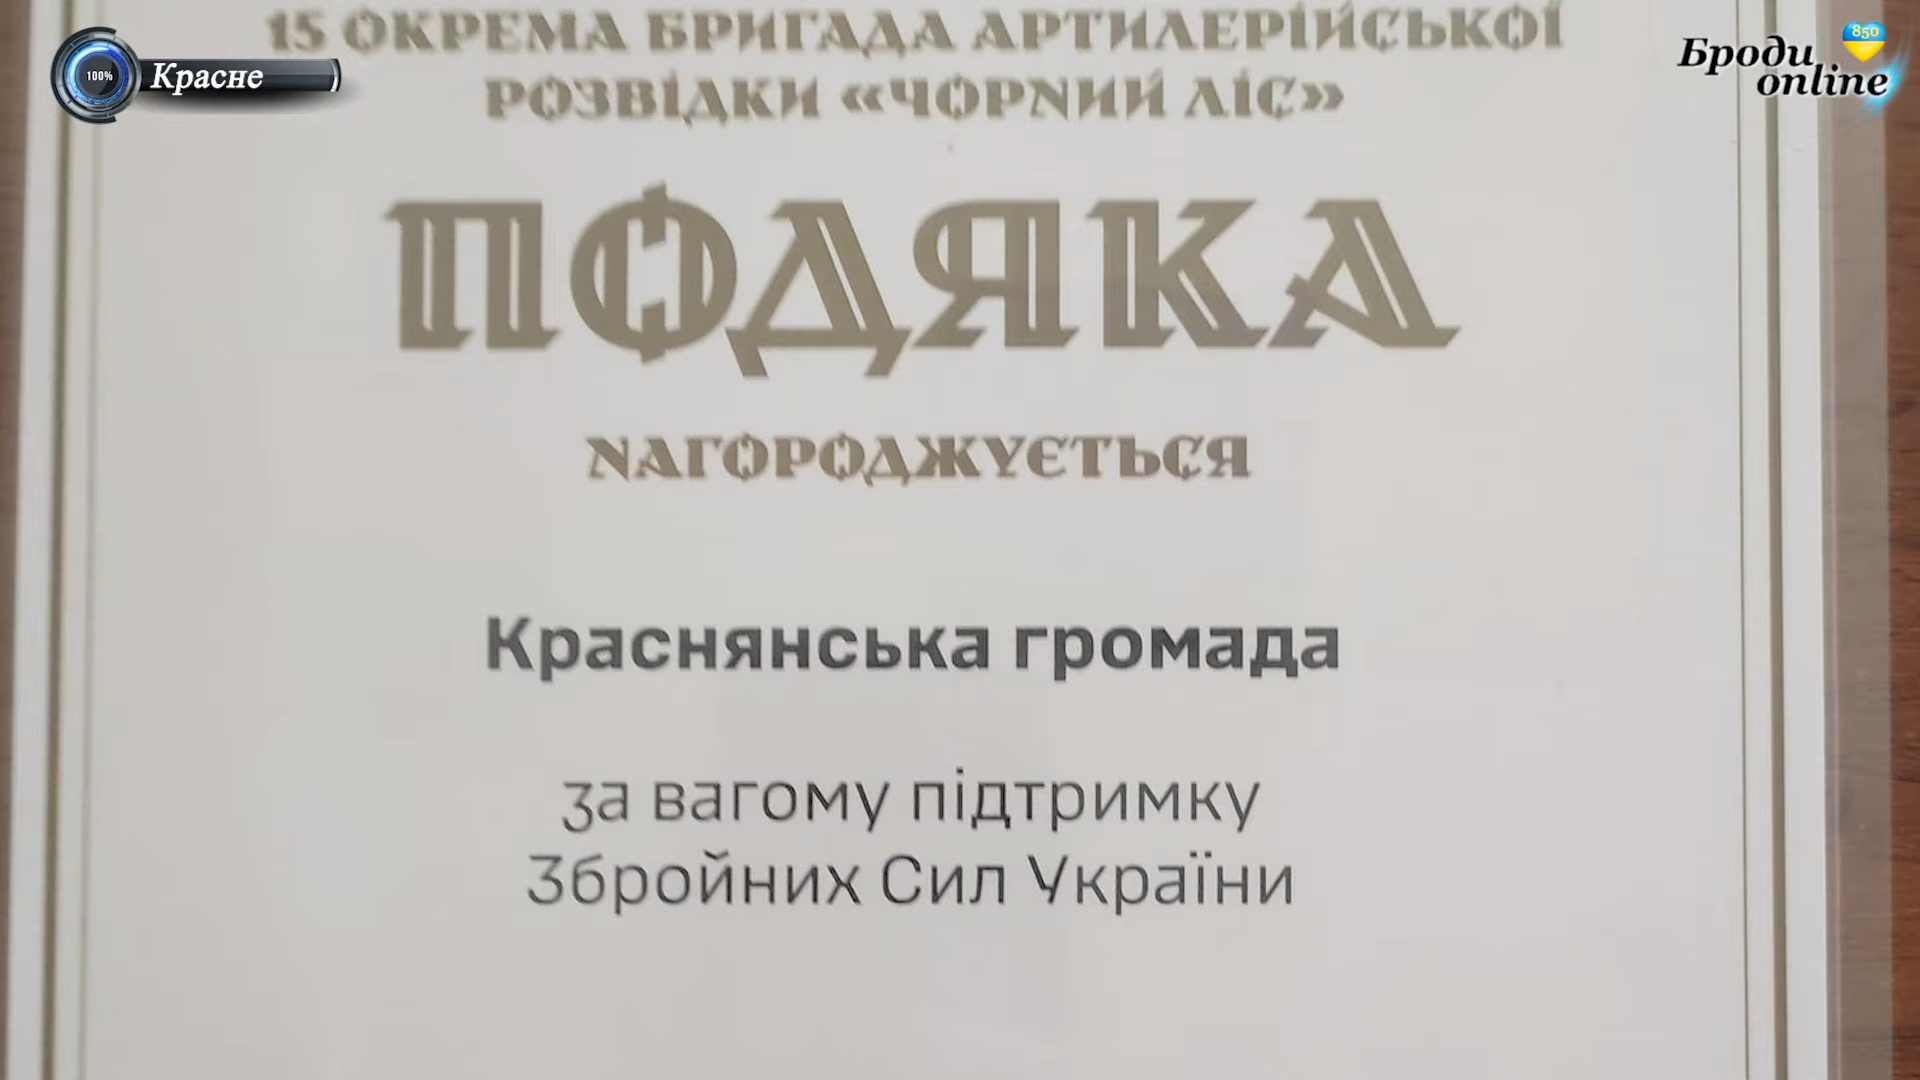 15 ОКРЕМА БРИГАДА АРТИЛЕРІЙСЬКОЇ
РОЗВІДКИ «ЧОРНИЙ ЛІС»
100%
Красне
850
Броди
online
ПОДЯКА
НАГОРОДЖУЄТЬСЯ
Краснянська громада
за вагому підтримку
Збройних Сил України